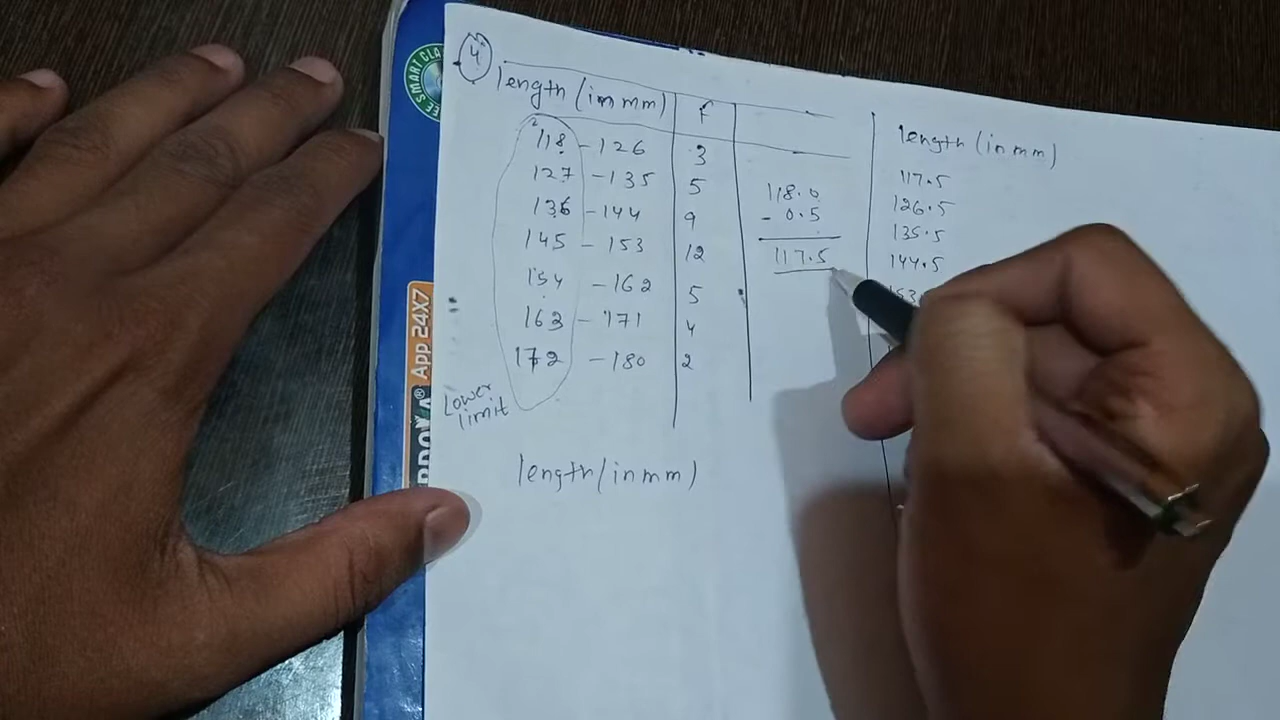 4
length (in mm) f
118 - 126 3
127 - 135 5
136 - 144 9
145 - 153 12
154 - 162 5
163 - 171 4
172 - 180 2
Lower
limit
118.0
- 0.5
117.5
length (in mm)
117.5
126.5
135.5
144.5
length (in mm)
App 24X7